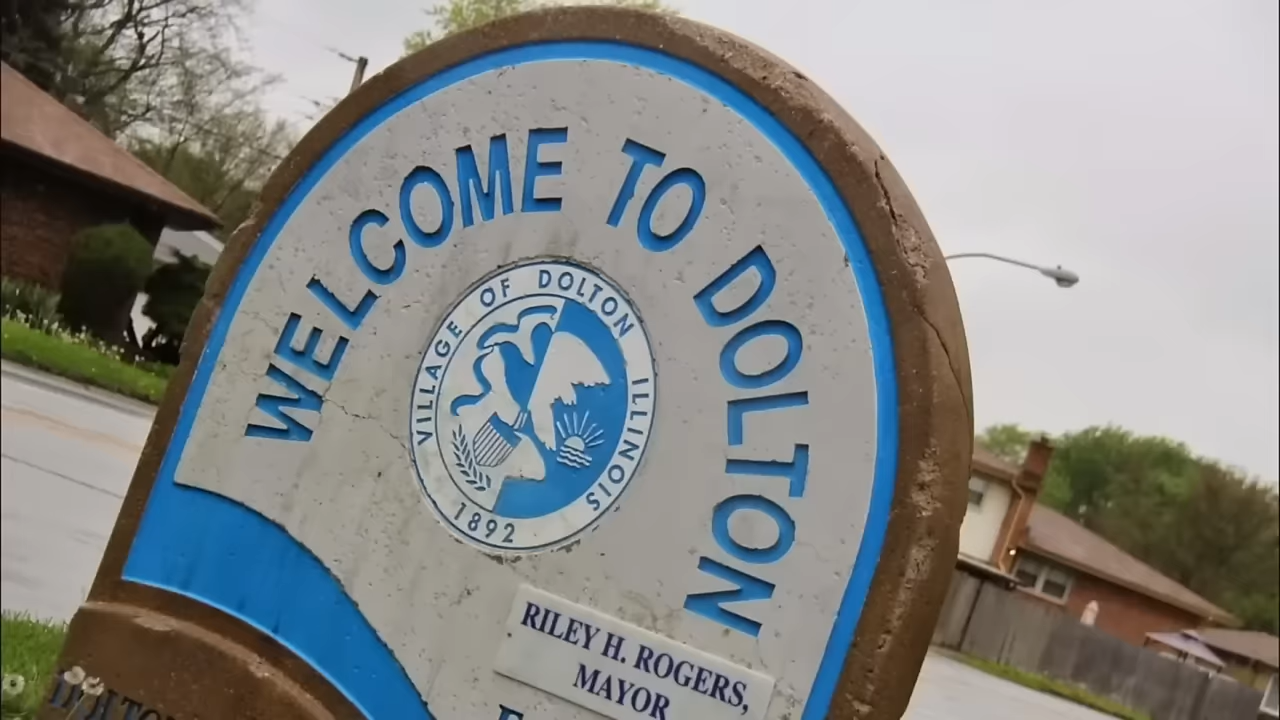 WELCOME TO DOLTON
VILLAGE OF DOLTON ILLINOIS
1892
RILEY H. ROGERS,
MAYOR